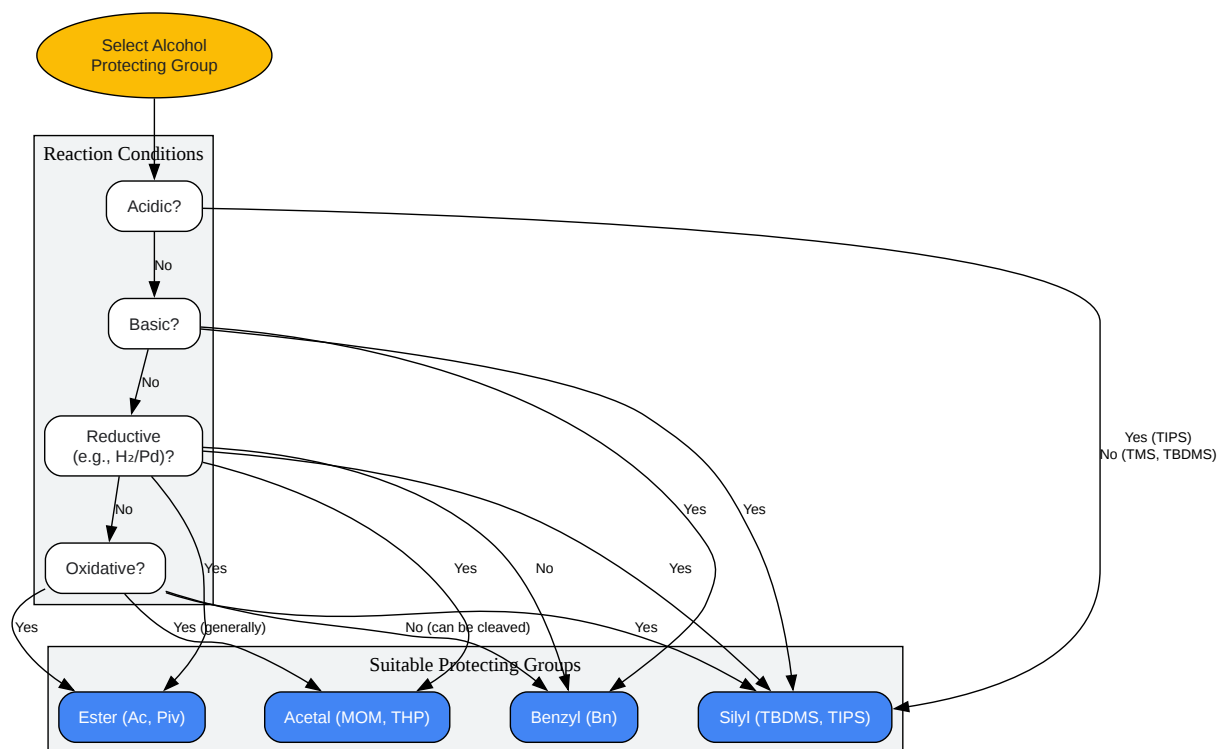 Select Alcohol
Protecting Group
Reaction Conditions
Acidic?
No
Basic?
No
Reductive
(e.g., H₂/Pd)?
Yes (TIPS)
No (TMS, TBDMS)
No
Yes
Yes
Oxidative?
Yes
Yes
No
Yes
Yes
Yes (generally)
No (can be cleaved)
Yes
Suitable Protecting Groups
Ester (Ac, Piv)
Acetal (MOM, THP)
Benzyl (Bn)
Silyl (TBDMS, TIPS)